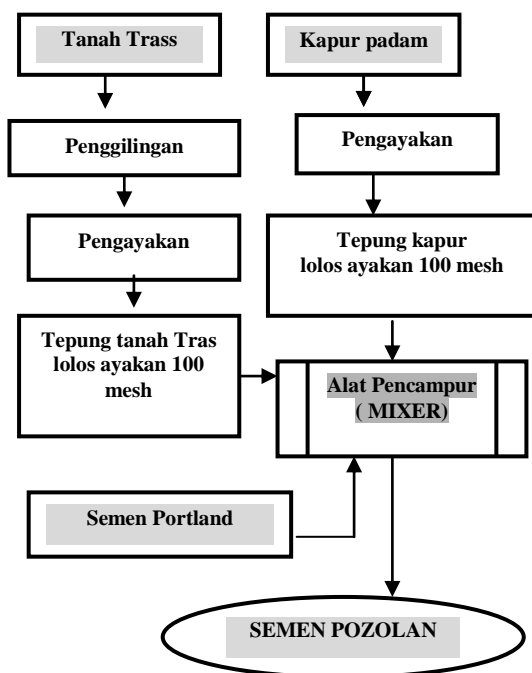 Tanah Trass
Kapur padam
Penggilingan
Pengayakan
Pengayakan
Tepung kapur
lolos ayakan 100 mesh
Tepung tanah Tras
lolos ayakan 100
mesh
Alat Pencampur
( MIXER)
Semen Portland
SEMEN POZOLAN